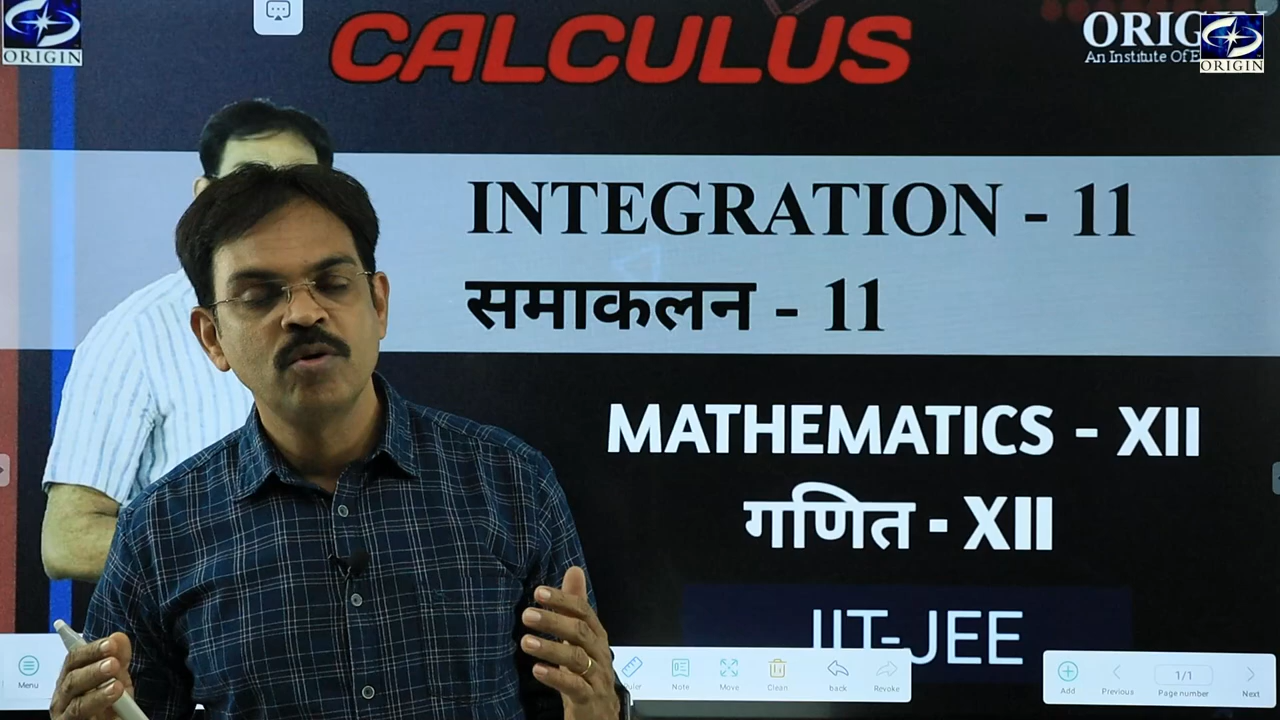 ORIGIN
CALCULUS
ORIGIN
An Institute Of
ORIGIN
INTEGRATION - 11
समाकलन - 11
MATHEMATICS - XII
गणित - XII
IIT-JEE
Menu
Note
Move
Clean
back
Revoke
Add
Previous
1/1
Page number
Next